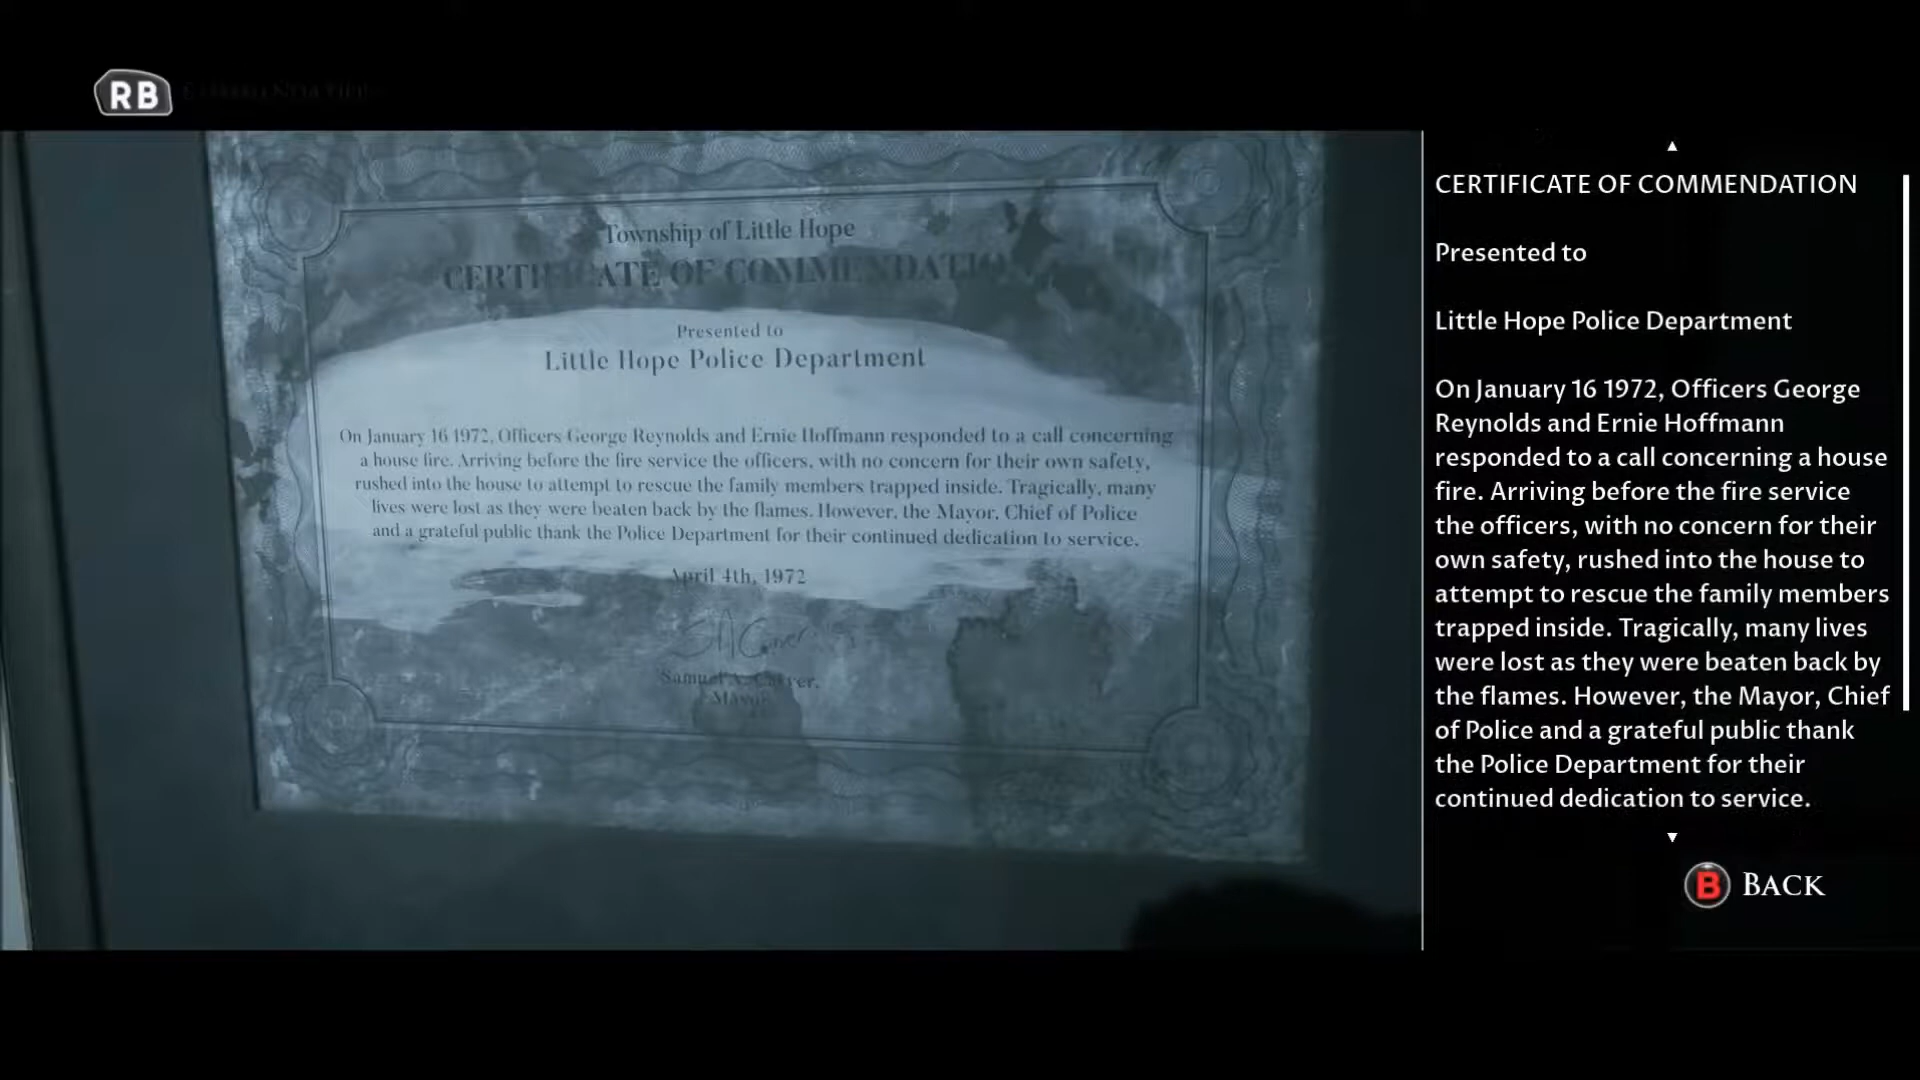 RB
Township of Little Hope
CERTIFICATE OF COMMENDATION
Presented to
Little Hope Police Department
On January 16 1972, Officers George Reynolds and Ernie Hoffmann responded to a call concerning
a house fire. Arriving before the fire service the officers, with no concern for their own safety,
rushed into the house to attempt to rescue the family members trapped inside. Tragically, many
lives were lost as they were beaten back by the flames. However, the Mayor, Chief of Police
and a grateful public thank the Police Department for their continued dedication to service.
April 4th, 1972
Samuel A. Carver,
Mayor
CERTIFICATE OF COMMENDATION
Presented to
Little Hope Police Department
On January 16 1972, Officers George
Reynolds and Ernie Hoffmann
responded to a call concerning a house
fire. Arriving before the fire service
the officers, with no concern for their
own safety, rushed into the house to
attempt to rescue the family members
trapped inside. Tragically, many lives
were lost as they were beaten back by
the flames. However, the Mayor, Chief
of Police and a grateful public thank
the Police Department for their
continued dedication to service.
B BACK